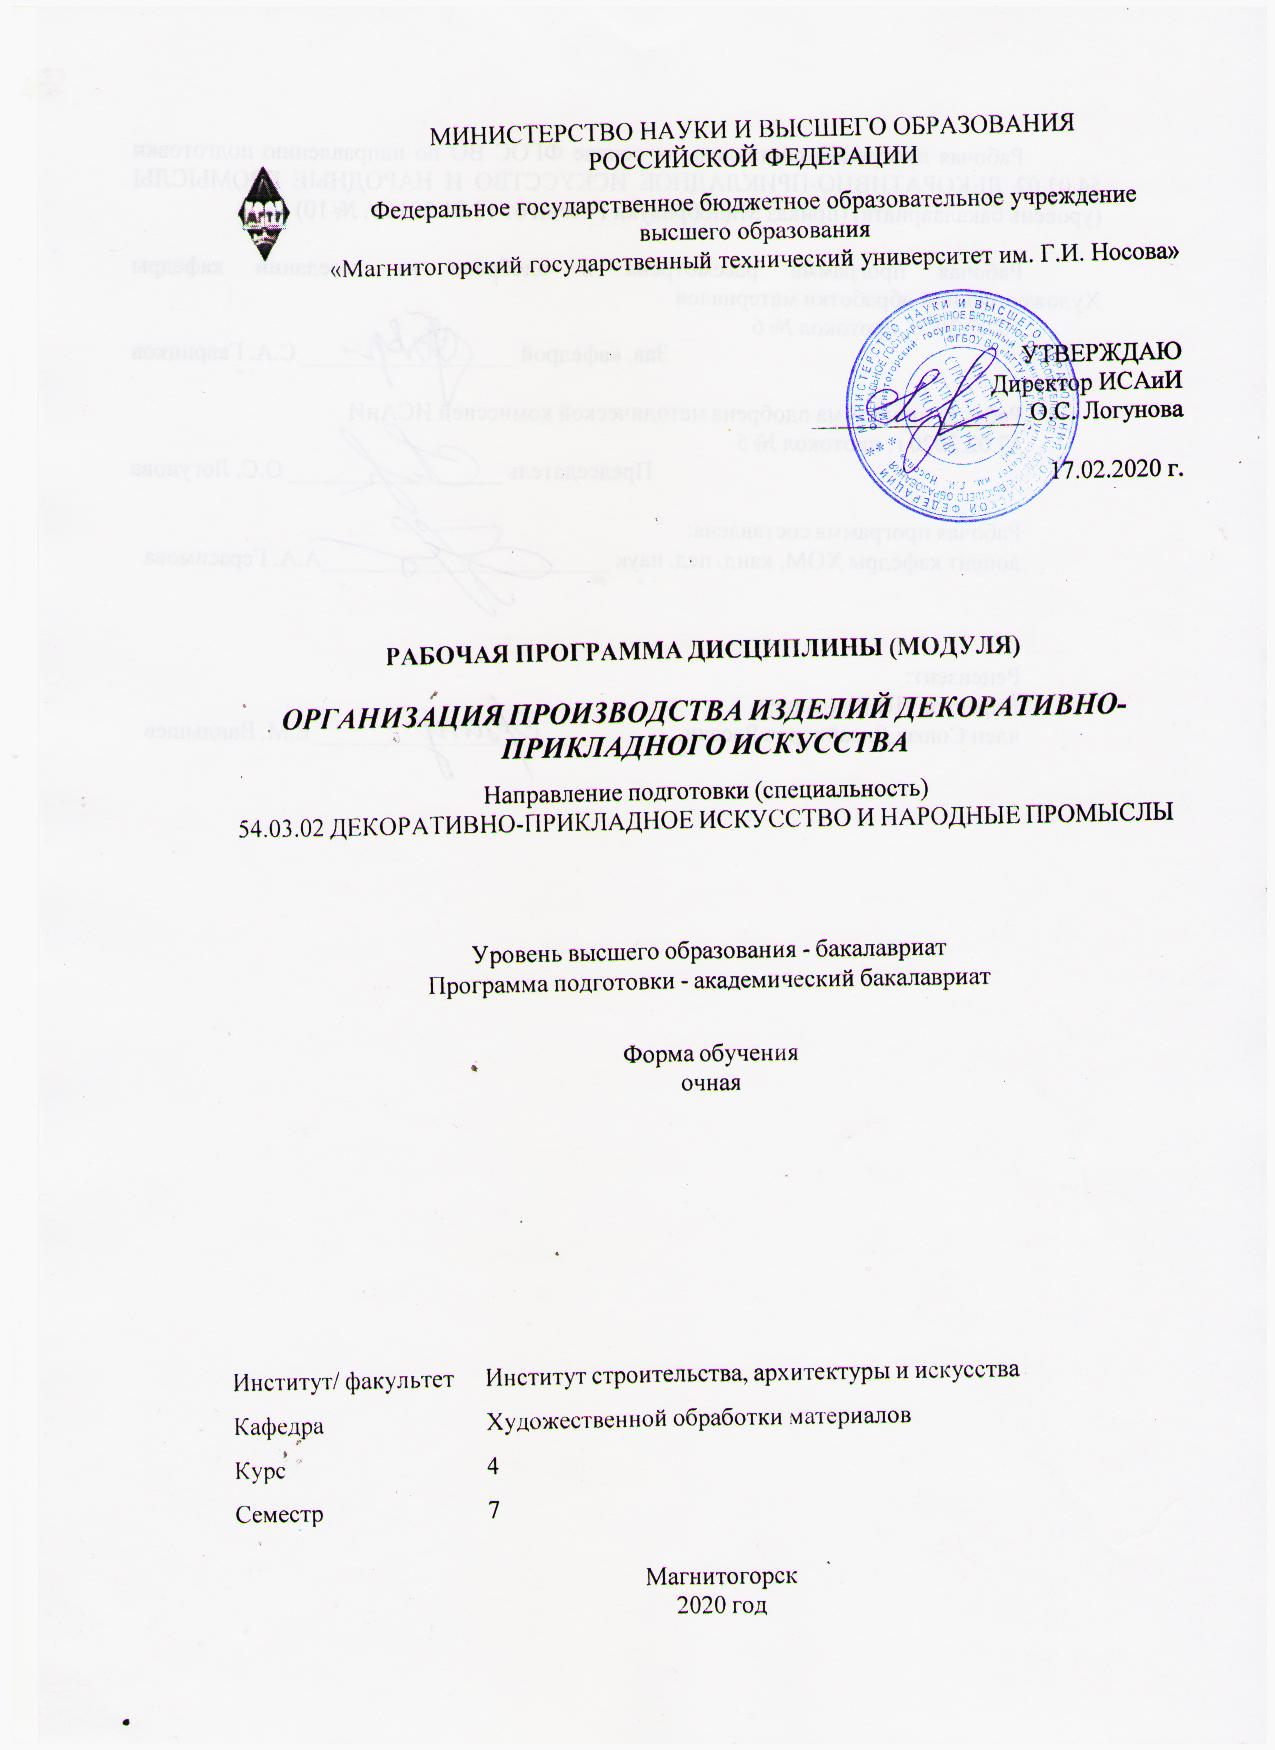 МИНИСТЕРСТВО НАУКИ И ВЫСШЕГО ОБРАЗОВАНИЯ
РОССИЙСКОЙ ФЕДЕРАЦИИ
Федеральное государственное бюджетное образовательное учреждение
высшего образования
«Магнитогорский государственный технический университет им. Г.И. Носова»
УТВЕРЖДАЮ
Директор ИСАиИ
О.С. Логунова
17.02.2020 г.
РАБОЧАЯ ПРОГРАММА ДИСЦИПЛИНЫ (МОДУЛЯ)
ОРГАНИЗАЦИЯ ПРОИЗВОДСТВА ИЗДЕЛИЙ ДЕКОРАТИВНО-
ПРИКЛАДНОГО ИСКУССТВА
Направление подготовки (специальность)
54.03.02 ДЕКОРАТИВНО-ПРИКЛАДНОЕ ИСКУССТВО И НАРОДНЫЕ ПРОМЫСЛЫ
Уровень высшего образования - бакалавриат
Программа подготовки - академический бакалавриат
Форма обучения
очная
Институт/ факультет Институт строительства, архитектуры и искусства
Кафедра Художественной обработки материалов
Курс 4
Семестр 7
Магнитогорск
2020 год